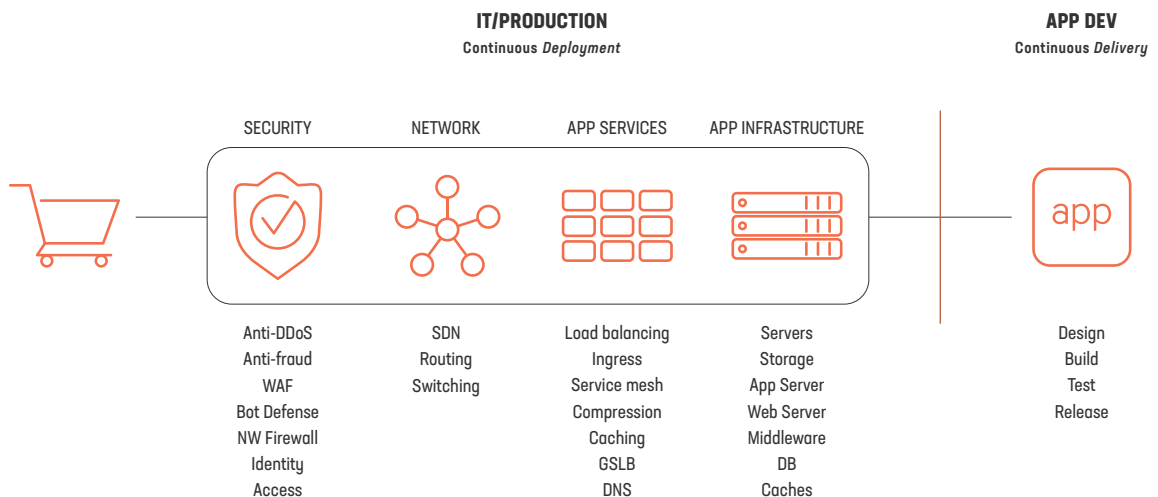 IT/PRODUCTION
Continuous Deployment
APP DEV
Continuous Delivery
SECURITY
NETWORK
APP SERVICES
APP INFRASTRUCTURE
app
Anti-DDoS
Anti-fraud
WAF
Bot Defense
NW Firewall
Identity
Access
SDN
Routing
Switching
Load balancing
Ingress
Service mesh
Compression
Caching
GSLB
DNS
Servers
Storage
App Server
Web Server
Middleware
DB
Caches
Design
Build
Test
Release